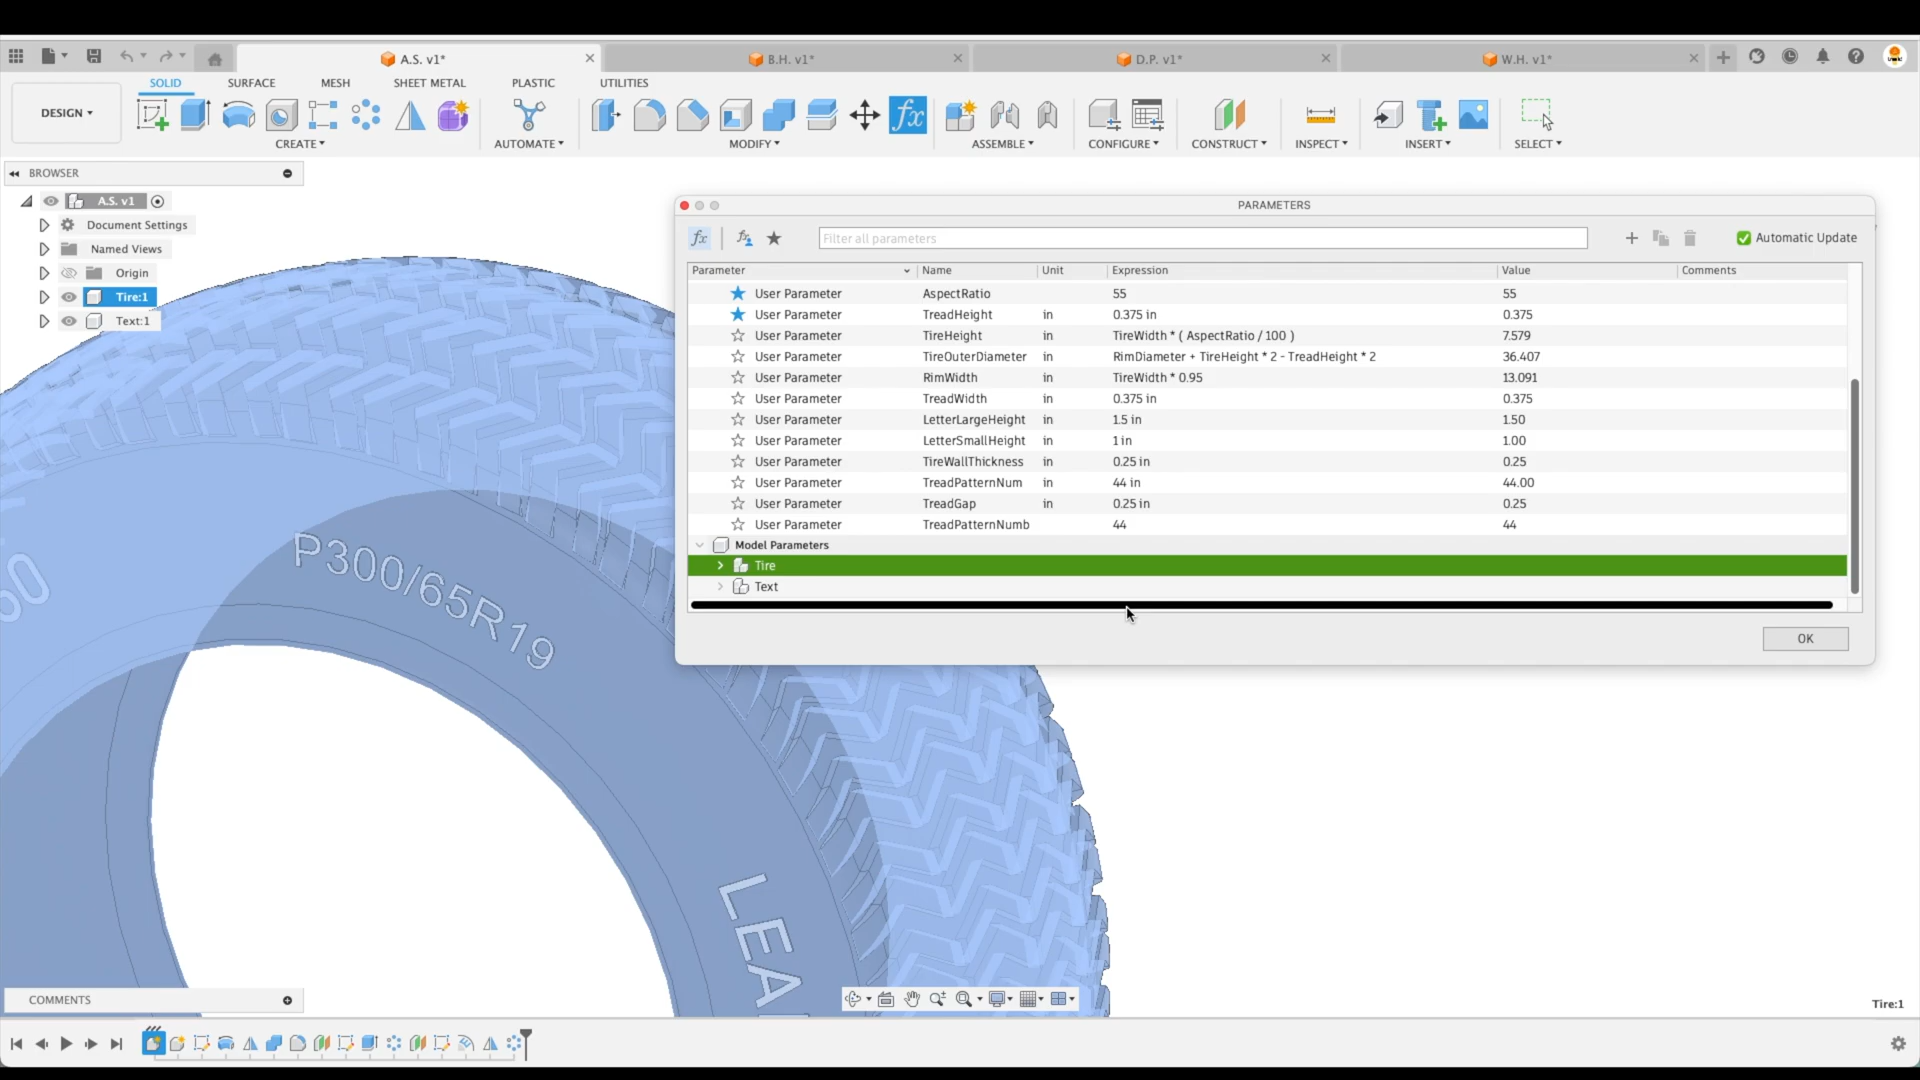 A.S. v1*
B.H. v1*
D.P. v1*
W.H. v1*
DESIGN
SOLID
SURFACE
MESH
SHEET METAL
PLASTIC
UTILITIES
CREATE
AUTOMATE
MODIFY
ASSEMBLE
CONFIGURE
CONSTRUCT
INSPECT
INSERT
SELECT
BROWSER
A.S. v1
Document Settings
Named Views
Origin
Tire:1
Text:1
PARAMETERS
fx
Filter all parameters
Automatic Update
Parameter Name Unit Expression Value Comments
User Parameter AspectRatio 55 55
User Parameter TreadHeight in 0.375 in 0.375
User Parameter TireHeight in TireWidth * ( AspectRatio / 100 ) 7.579
User Parameter TireOuterDiameter in RimDiameter + TireHeight * 2 - TreadHeight * 2 36.407
User Parameter RimWidth in TireWidth * 0.95 13.091
User Parameter TreadWidth in 0.375 in 0.375
User Parameter LetterLargeHeight in 1.5 in 1.50
User Parameter LetterSmallHeight in 1 in 1.00
User Parameter TireWallThickness in 0.25 in 0.25
User Parameter TreadPatternNum in 44 in 44.00
User Parameter TreadGap in 0.25 in 0.25
User Parameter TreadPatternNumb 44 44
Model Parameters
Tire
Text
OK
P300/65R19
LEA
COMMENTS
Tire:1